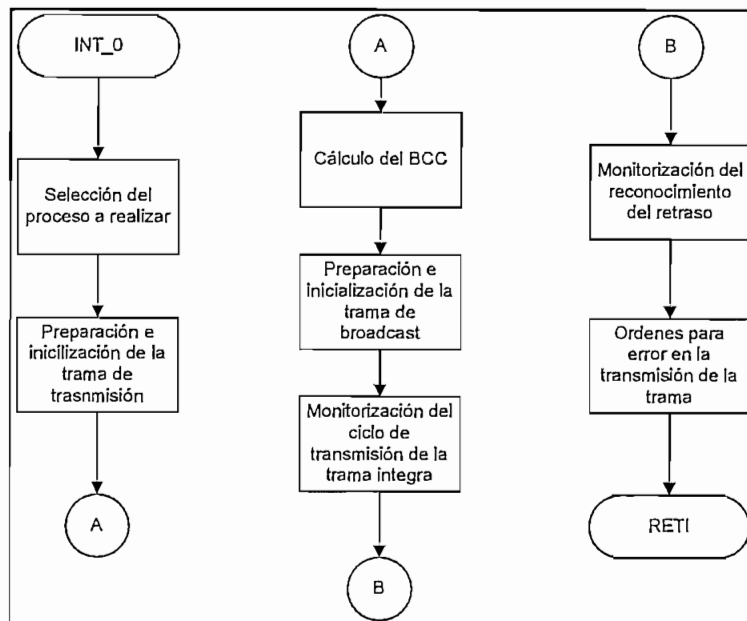 INT_0
Selección del
proceso a realizar
Preparación e
inicilización de la
trama de
trasnmisión
A
A
Cálculo del BCC
Preparación e
inicialización de la
trama de
broadcast
Monitorización del
ciclo de
transmisión de la
trama integra
B
B
Monitorización del
reconocimiento
del retraso
Ordenes para
error en la
transmisión de la
trama
RETI